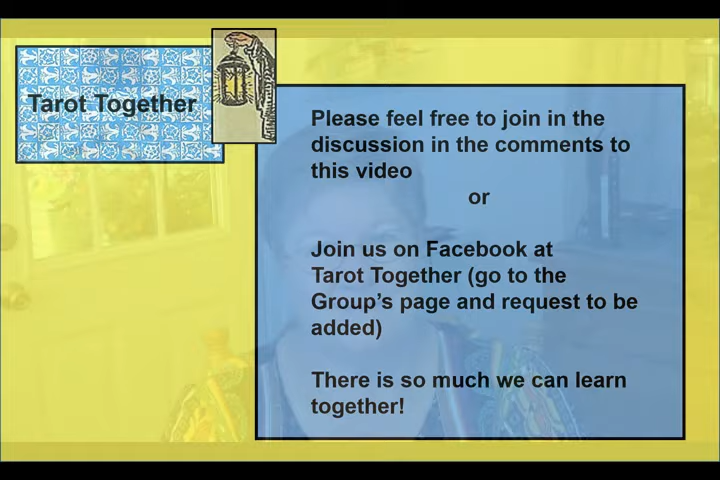 Tarot Together
Please feel free to join in the
discussion in the comments to
this video
or
Join us on Facebook at
Tarot Together (go to the
Group’s page and request to be
added)
There is so much we can learn
together!